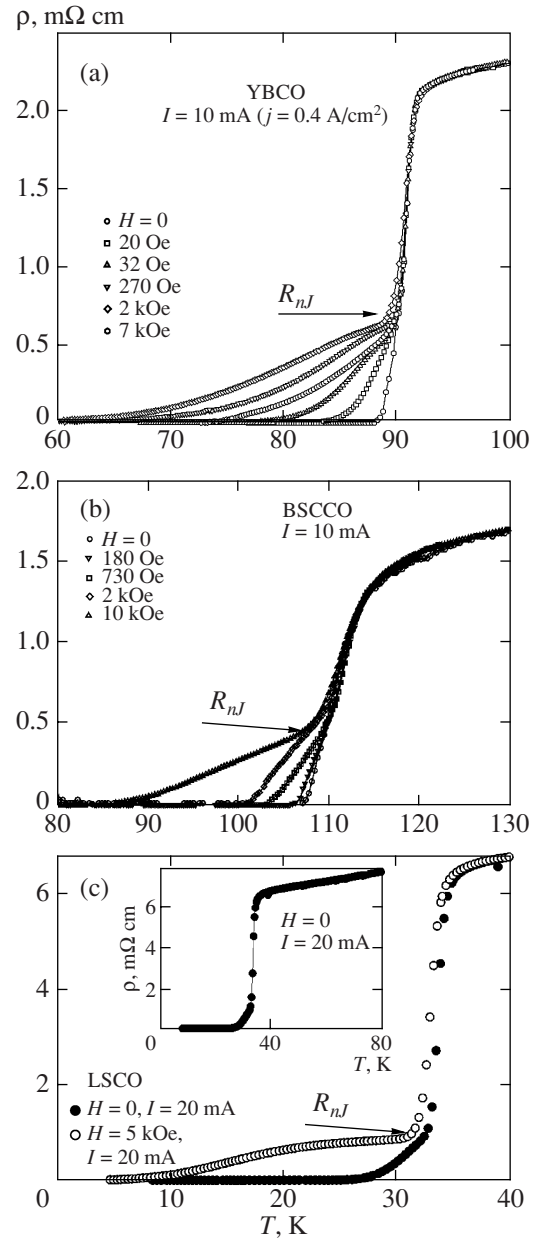 ρ, mΩ cm
(a)
YBCO
I = 10 mA (j = 0.4 A/cm²)
2.0
1.5
1.0
0.5
0
H = 0
20 Oe
32 Oe
270 Oe
2 kOe
7 kOe
R_nJ
60 70 80 90 100
2.0
1.5
1.0
0.5
0
(b)
BSCCO
I = 10 mA
H = 0
180 Oe
730 Oe
2 kOe
10 kOe
R_nJ
80 90 100 110 120 130
6
4
2
(c)
ρ, mΩ cm
6
4
2
0
H = 0
I = 20 mA
40 80
T, K
LSCO
H = 0, I = 20 mA
H = 5 kOe,
I = 20 mA
R_nJ
0 10 20 30 40
T, K